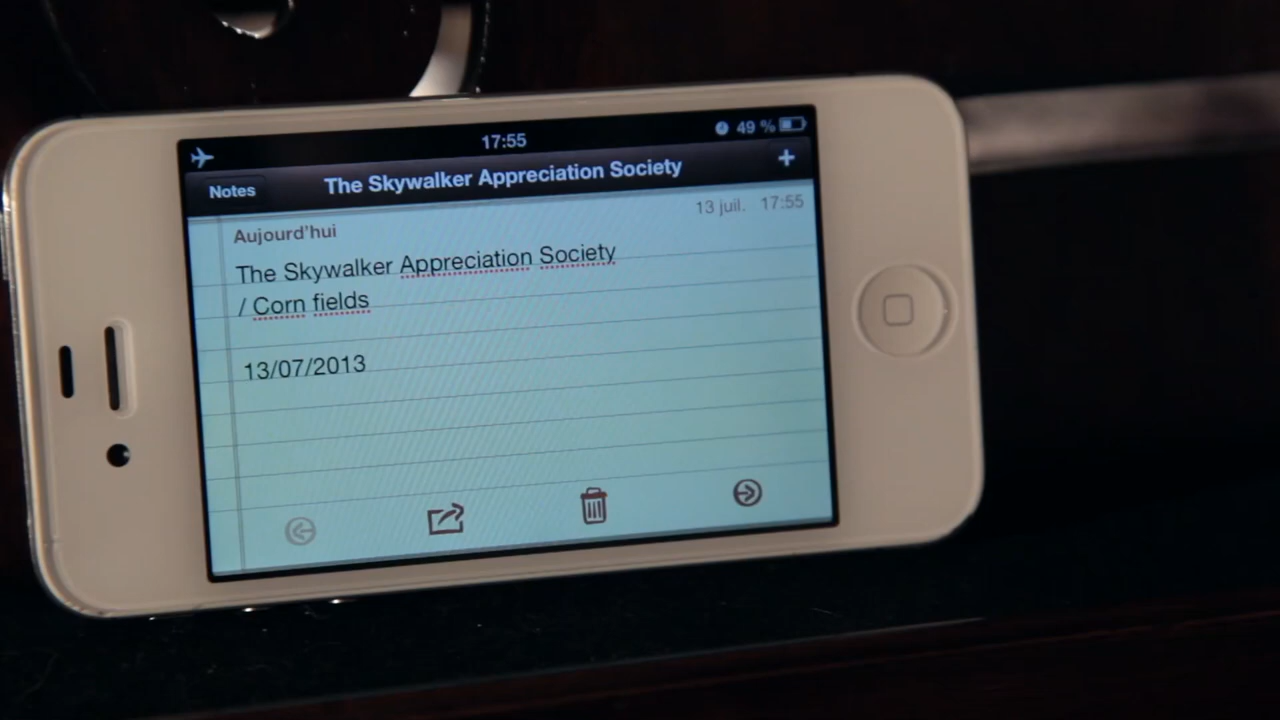 17:55
49 %
Notes
The Skywalker Appreciation Society
13 juil. 17:55
Aujourd'hui
The Skywalker Appreciation Society
/ Corn fields
13/07/2013